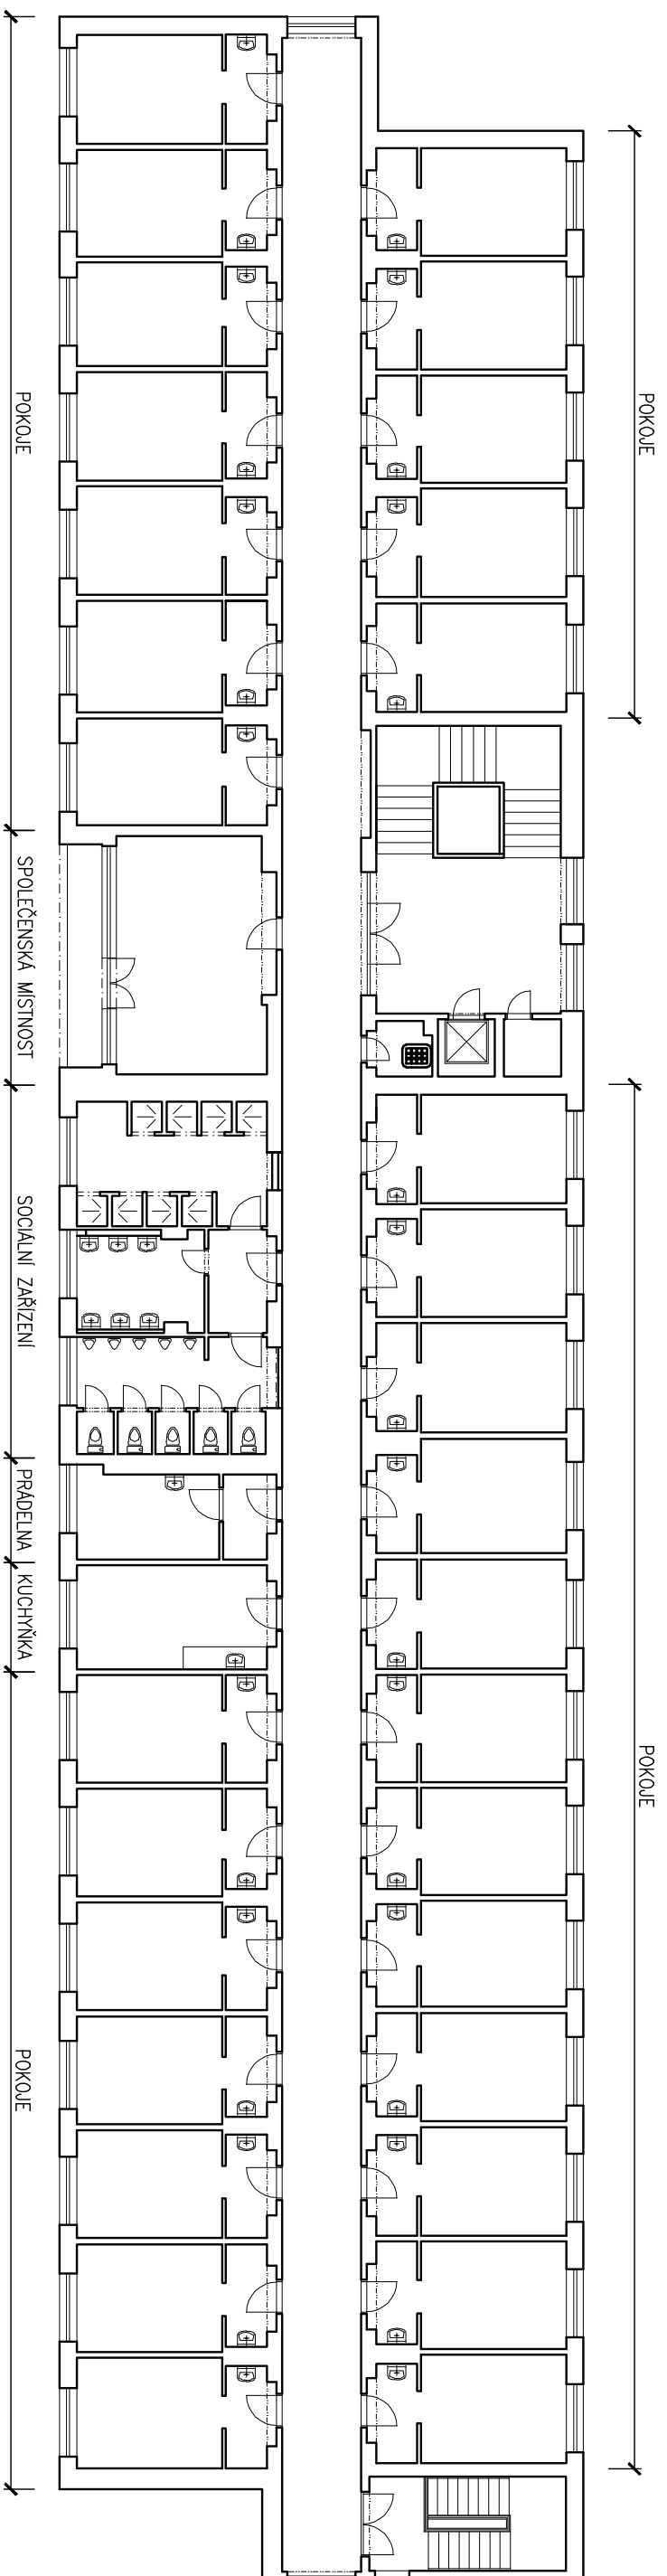 POKOJE
POKOJE
SPOLEČENSKÁ MÍSTNOST
SOCIÁLNÍ ZAŘÍZENÍ
PRÁDELNA
KUCHYŇKA
POKOJE
POKOJE